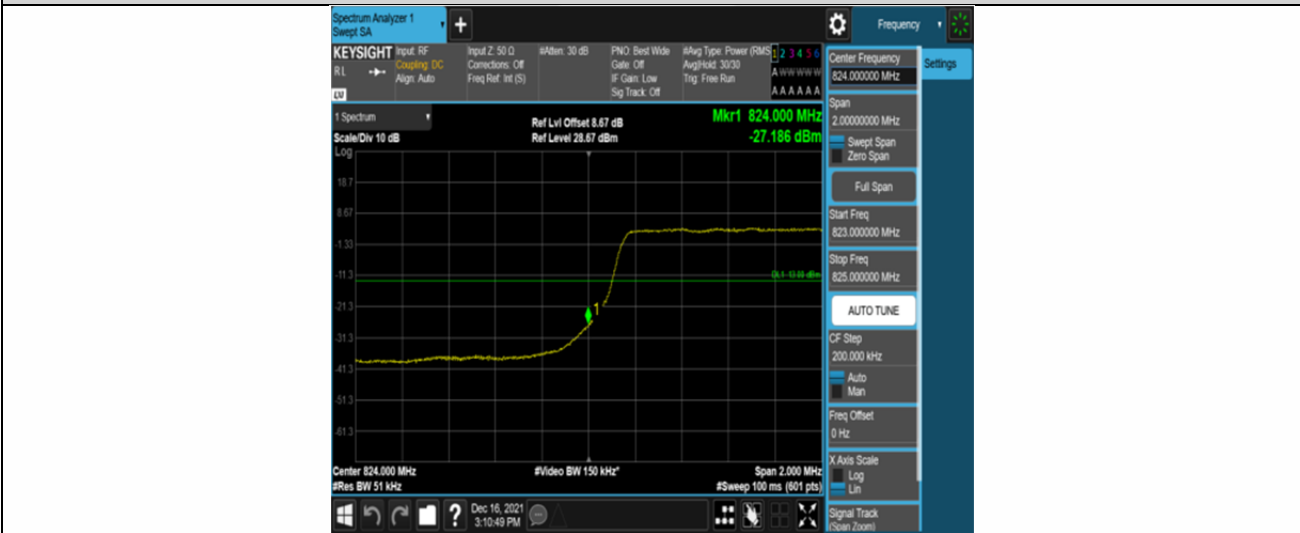 Spectrum Analyzer 1
Swept SA
+
Frequency
KEYSIGHT
Input: RF
Input Z: 50 Ω
#Atten: 30 dB
PNO: Best Wide
#Avg Type: Power (RMS
1 2 3 4 5 6
RL
Coupling: DC
Corrections: Off
Gate: Off
Avg|Hold: 30/30
A W W W W W
Align: Auto
Freq Ref: Int (S)
IF Gain: Low
Trig: Free Run
Sig Track: Off
A A A A A A
Center Frequency
824.000000 MHz
Settings
1 Spectrum
Ref Lvl Offset 8.67 dB
Mkr1 824.000 MHz
Scale/Div 10 dB
Ref Level 28.67 dBm
-27.186 dBm
Log
18.7
8.67
-1.33
-11.3
-21.3
-31.3
-41.3
-51.3
-61.3
DL1 -13.00 dBm
1
Center 824.000 MHz
#Video BW 150 kHz*
Span 2.000 MHz
#Res BW 51 kHz
#Sweep 100 ms (601 pts)
Span
2.00000000 MHz
Swept Span
Zero Span
Full Span
Start Freq
823.000000 MHz
Stop Freq
825.000000 MHz
AUTO TUNE
CF Step
200.000 kHz
Auto
Man
Freq Offset
0 Hz
X Axis Scale
Log
Lin
Signal Track
(Span Zoom)
?
Dec 16, 2021
3:10:49 PM